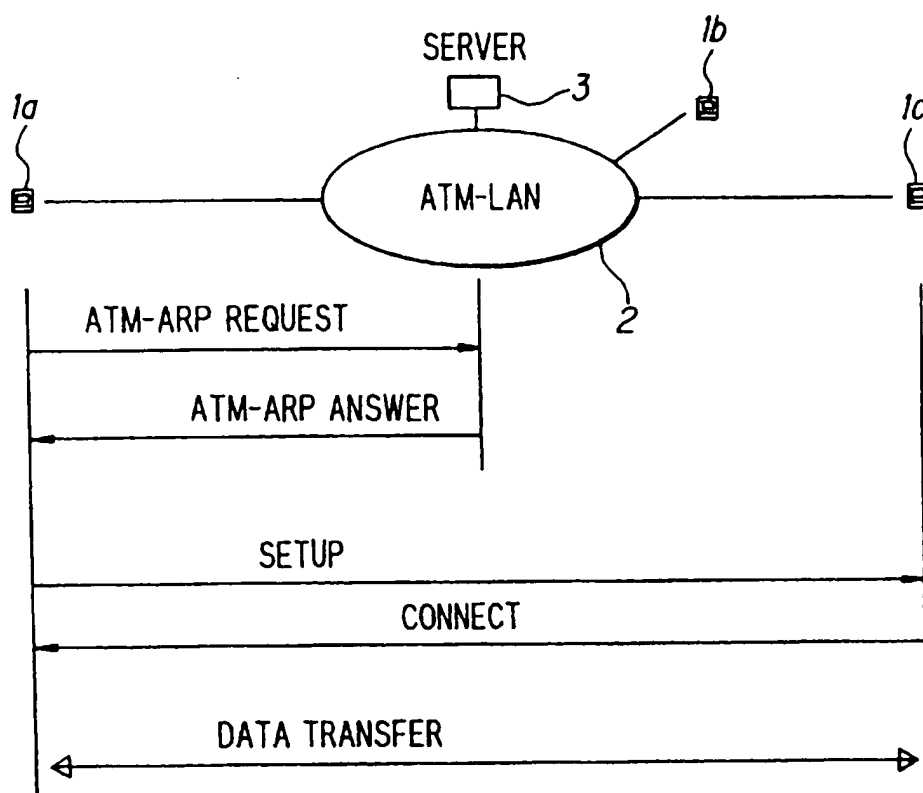 SERVER
3
1b
1a
1c
ATM-LAN
2
ATM-ARP REQUEST
ATM-ARP ANSWER
SETUP
CONNECT
DATA TRANSFER